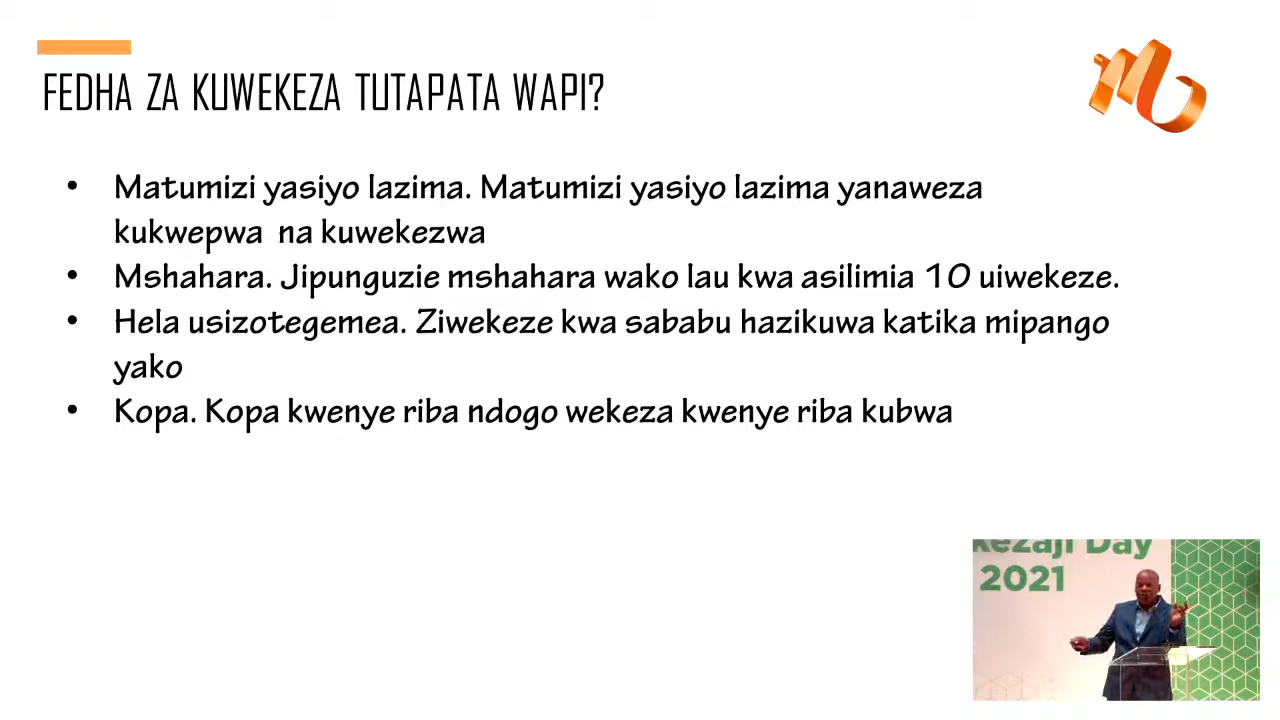 FEDHA ZA KUWEKEZA TUTAPATA WAPI?
• Matumizi yasiyo lazima. Matumizi yasiyo lazima yanaweza
kukwepwa na kuwekezwa
• Mshahara. Jipunguzie mshahara wako lau kwa asilimia 10 uiwekeze.
• Hela usizotegemea. Ziwekeze kwa sababu hazikuwa katika mipango
yako
• Kopa. Kopa kwenye riba ndogo wekeza kwenye riba kubwa
kezaji Day
2021